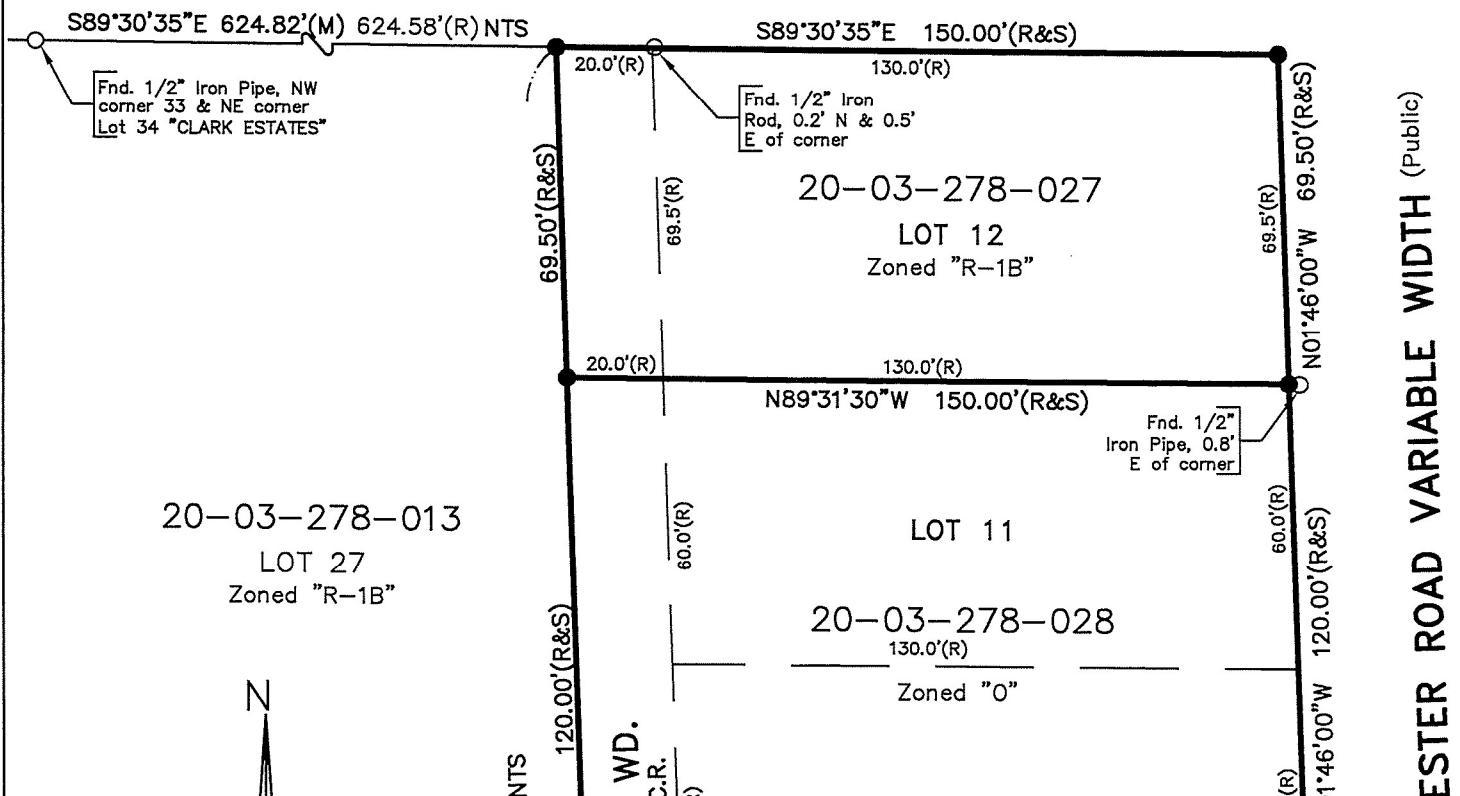 S89°30'35"E 624.82'(M) 624.58'(R) NTS
S89°30'35"E 150.00'(R&S)
20.0'(R)
130.0'(R)
Fnd. 1/2" Iron Pipe, NW
corner 33 & NE corner
Lot 34 "CLARK ESTATES"
Fnd. 1/2" Iron
Rod, 0.2' N & 0.5'
E of corner
69.50'(R&S)
69.5'(R)
20-03-278-027
LOT 12
Zoned "R-1B"
69.5'(R)
N01°46'00"W 69.50'(R&S)
20.0'(R)
130.0'(R)
N89°31'30"W 150.00'(R&S)
Fnd. 1/2"
Iron Pipe, 0.8'
E of corner
20-03-278-013
LOT 27
Zoned "R-1B"
60.0'(R)
LOT 11
20-03-278-028
130.0'(R)
Zoned "O"
60.0'(R)
1°46'00"W 120.00'(R&S)
120.00'(R&S)
N
NTS
WD.
C.R.
)
(R)
ESTER ROAD VARIABLE WIDTH (Public)